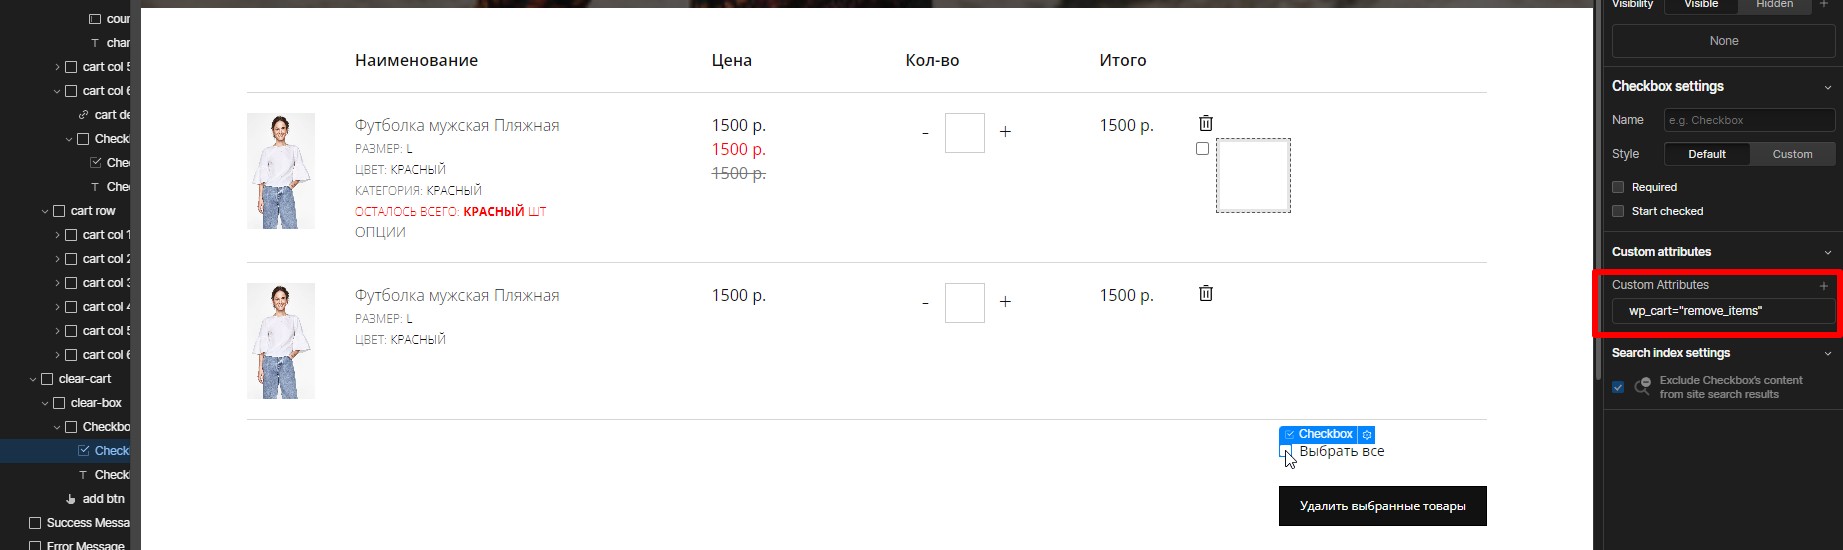 cour
char
cart col 5
cart col 6
cart de
Checkl
Che
Che
cart row
cart col 1
cart col 2
cart col 3
cart col 4
cart col 5
cart col 6
clear-cart
clear-box
Checkbo
Checkl
Checkl
add btn
Success Messa
Error Message
Наименование
Цена
Кол-во
Итого
Футболка мужская Пляжная
РАЗМЕР: L
ЦВЕТ: КРАСНЫЙ
КАТЕГОРИЯ: КРАСНЫЙ
ОСТАЛОСЬ ВСЕГО: КРАСНЫЙ ШТ
ОПЦИИ
1500 р.
1500 р.
1500 р.
- +
1500 р.
Футболка мужская Пляжная
РАЗМЕР: L
ЦВЕТ: КРАСНЫЙ
1500 р.
- +
1500 р.
Checkbox
Выбрать все
Удалить выбранные товары
Visibility Visible Hidden +
None
Checkbox settings
Name e.g. Checkbox
Style Default Custom
Required
Start checked
Custom attributes
Custom Attributes +
wp_cart="remove_items"
Search index settings
Exclude Checkbox's content
from site search results